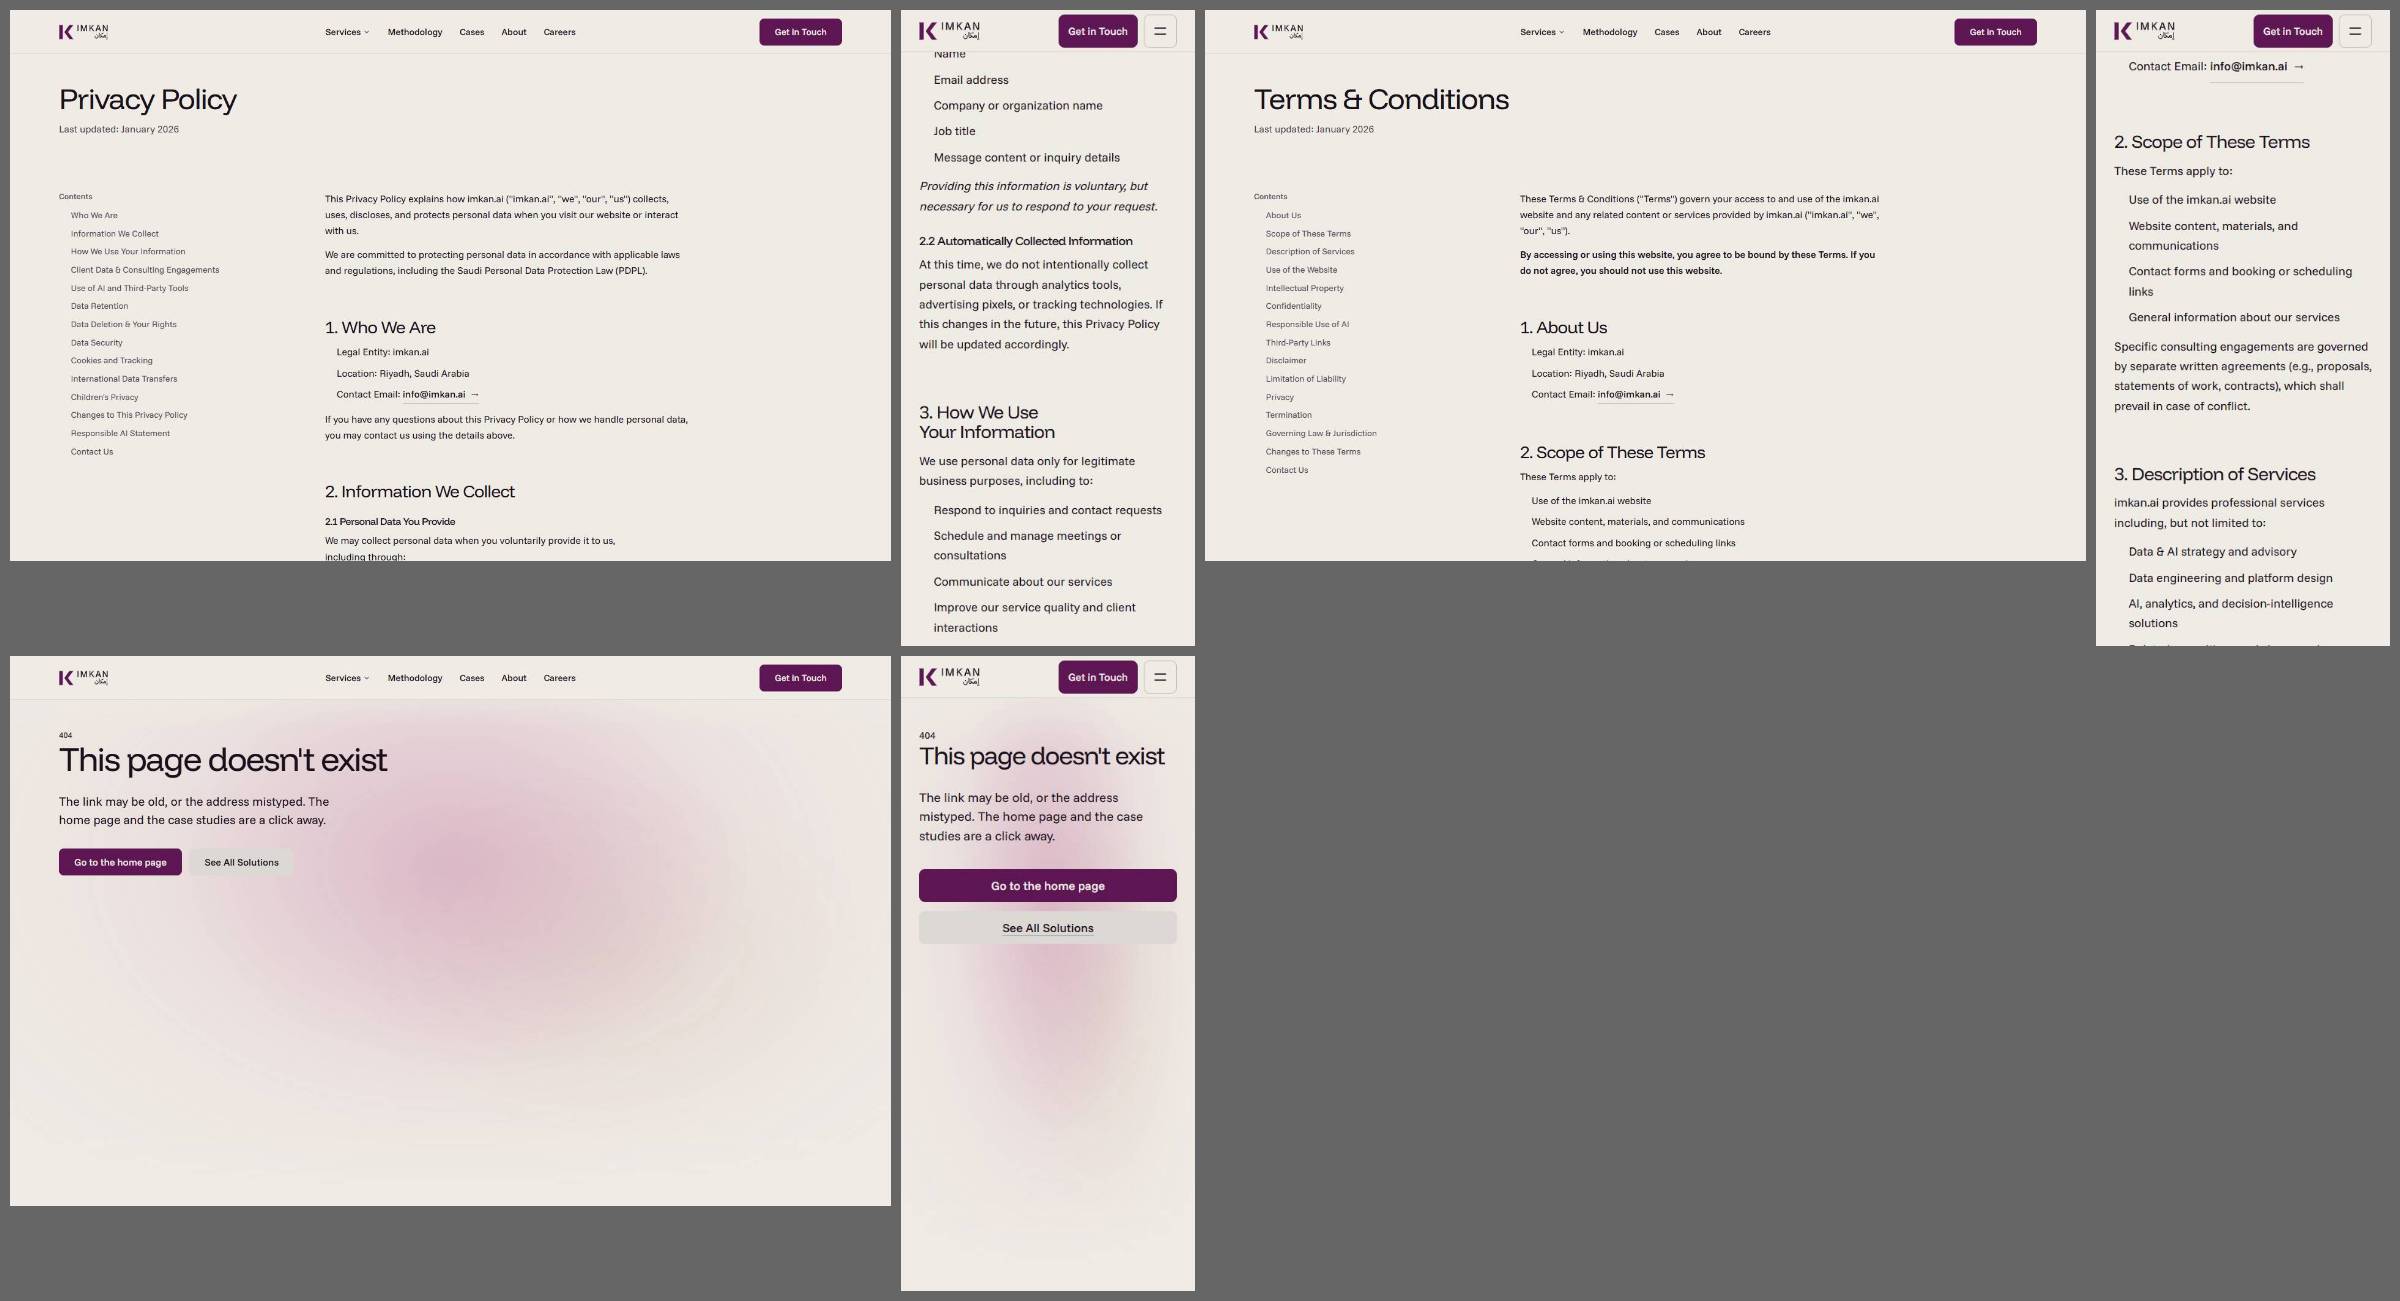 IMKAN
إمكان
Services
Methodology
Cases
About
Careers
Get in Touch
Privacy Policy
Last updated: January 2026
Contents
Who We Are
Information We Collect
How We Use Your Information
Client Data & Consulting Engagements
Use of AI and Third-Party Tools
Data Retention
Data Deletion & Your Rights
Data Security
Cookies and Tracking
International Data Transfers
Children's Privacy
Changes to This Privacy Policy
Responsible AI Statement
Contact Us
This Privacy Policy explains how imkan.ai ("imkan.ai", "we", "our", "us") collects,
uses, discloses, and protects personal data when you visit our website or interact
with us.
We are committed to protecting personal data in accordance with applicable laws
and regulations, including the Saudi Personal Data Protection Law (PDPL).
1. Who We Are
Legal Entity: imkan.ai
Location: Riyadh, Saudi Arabia
Contact Email: info@imkan.ai →
If you have any questions about this Privacy Policy or how we handle personal data,
you may contact us using the details above.
2. Information We Collect
2.1 Personal Data You Provide
We may collect personal data when you voluntarily provide it to us,
including through:
IMKAN
إمكان
Get in Touch
Name
Email address
Company or organization name
Job title
Message content or inquiry details
Providing this information is voluntary, but
necessary for us to respond to your request.
2.2 Automatically Collected Information
At this time, we do not intentionally collect
personal data through analytics tools,
advertising pixels, or tracking technologies. If
this changes in the future, this Privacy Policy
will be updated accordingly.
3. How We Use
Your Information
We use personal data only for legitimate
business purposes, including to:
Respond to inquiries and contact requests
Schedule and manage meetings or
consultations
Communicate about our services
Improve our service quality and client
interactions
IMKAN
إمكان
Services
Methodology
Cases
About
Careers
Get in Touch
Terms & Conditions
Last updated: January 2026
Contents
About Us
Scope of These Terms
Description of Services
Use of the Website
Intellectual Property
Confidentiality
Responsible Use of AI
Third-Party Links
Disclaimer
Limitation of Liability
Privacy
Termination
Governing Law & Jurisdiction
Changes to These Terms
Contact Us
These Terms & Conditions ("Terms") govern your access to and use of the imkan.ai
website and any related content or services provided by imkan.ai ("imkan.ai", "we",
"our", "us").
By accessing or using this website, you agree to be bound by these Terms. If you
do not agree, you should not use this website.
1. About Us
Legal Entity: imkan.ai
Location: Riyadh, Saudi Arabia
Contact Email: info@imkan.ai →
2. Scope of These Terms
These Terms apply to:
Use of the imkan.ai website
Website content, materials, and communications
Contact forms and booking or scheduling links
IMKAN
إمكان
Get in Touch
Contact Email: info@imkan.ai →
2. Scope of These Terms
These Terms apply to:
Use of the imkan.ai website
Website content, materials, and
communications
Contact forms and booking or scheduling
links
General information about our services
Specific consulting engagements are governed
by separate written agreements (e.g., proposals,
statements of work, contracts), which shall
prevail in case of conflict.
3. Description of Services
imkan.ai provides professional services
including, but not limited to:
Data & AI strategy and advisory
Data engineering and platform design
AI, analytics, and decision-intelligence
solutions
IMKAN
إمكان
Services
Methodology
Cases
About
Careers
Get in Touch
404
This page doesn't exist
The link may be old, or the address mistyped. The
home page and the case studies are a click away.
Go to the home page
See All Solutions
IMKAN
إمكان
Get in Touch
404
This page doesn't exist
The link may be old, or the address
mistyped. The home page and the case
studies are a click away.
Go to the home page
See All Solutions